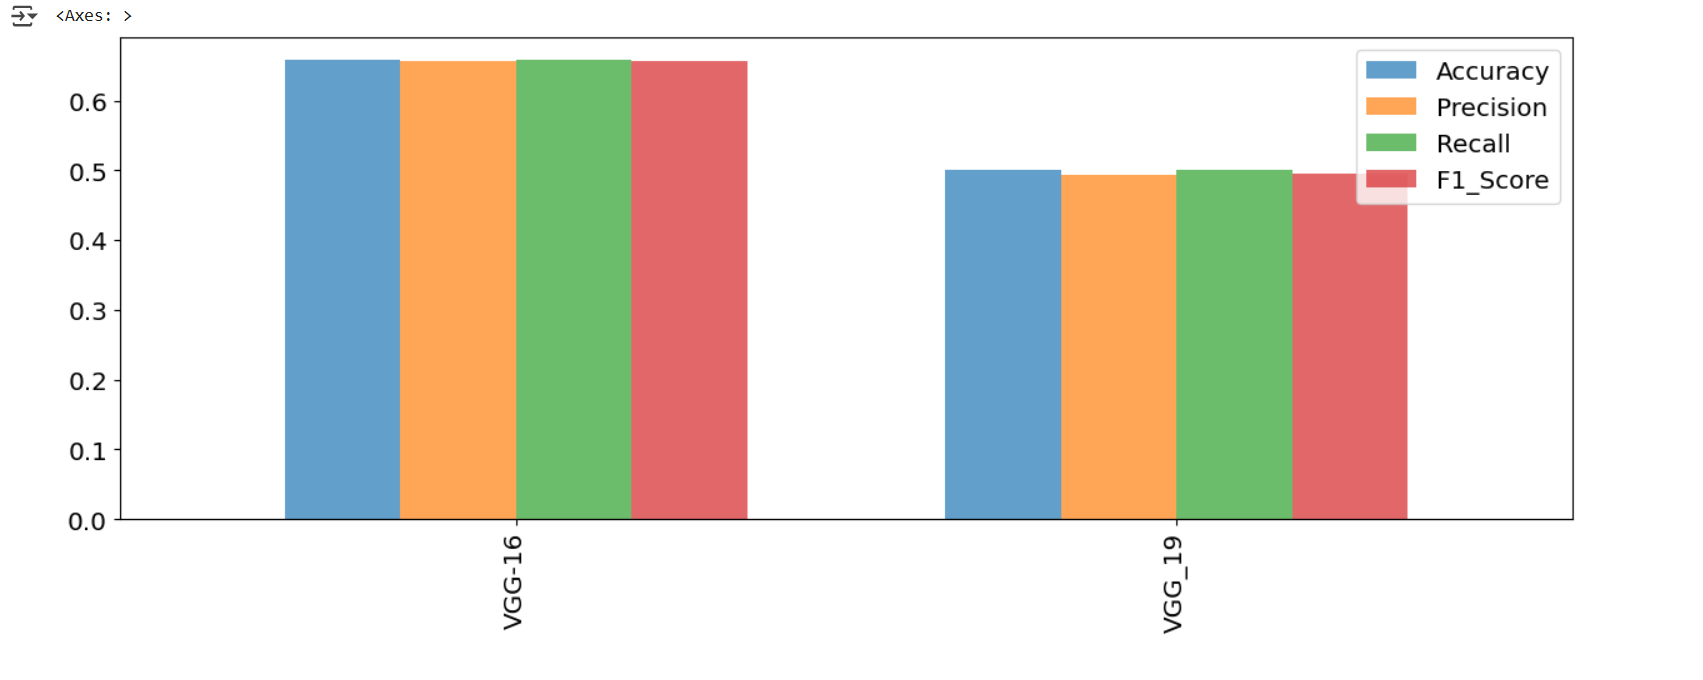 <Axes: >
Accuracy
Precision
Recall
F1_Score
0.6
0.5
0.4
0.3
0.2
0.1
0.0
VGG-16
VGG_19